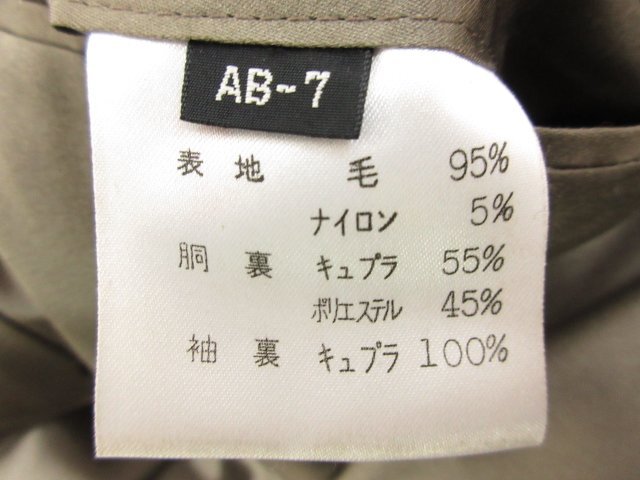 AB-7
表地 毛 95%
ナイロン 5%
胴裏 キュプラ 55%
ポリエステル 45%
袖裏 キュプラ 100%